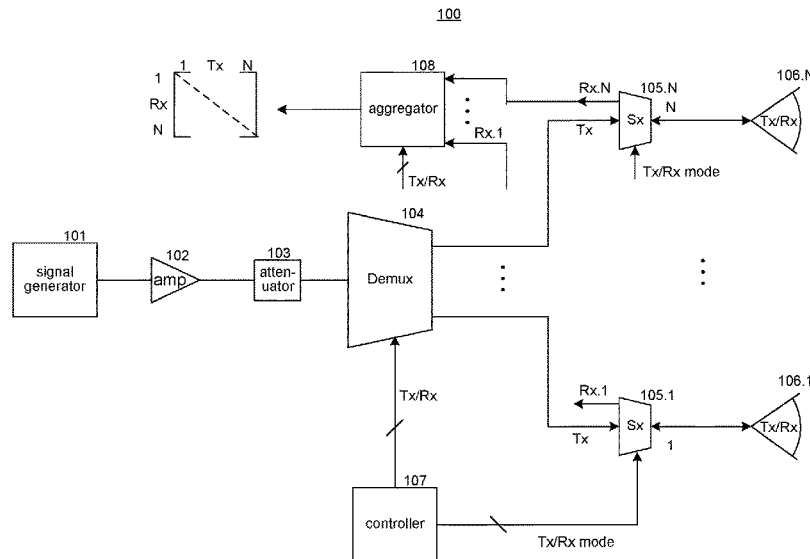 100
1 Tx N
1
Rx
N
108
aggregator
Rx.N
Rx.1
Tx/Rx
105.N
Sx
N
Tx
Tx/Rx mode
106.N
Tx/Rx
101
signal
generator
102
amp
103
atten-
uator
104
Demux
Tx/Rx
Rx.1
105.1
Sx
Tx
1
106.1
Tx/Rx
107
controller
Tx/Rx mode